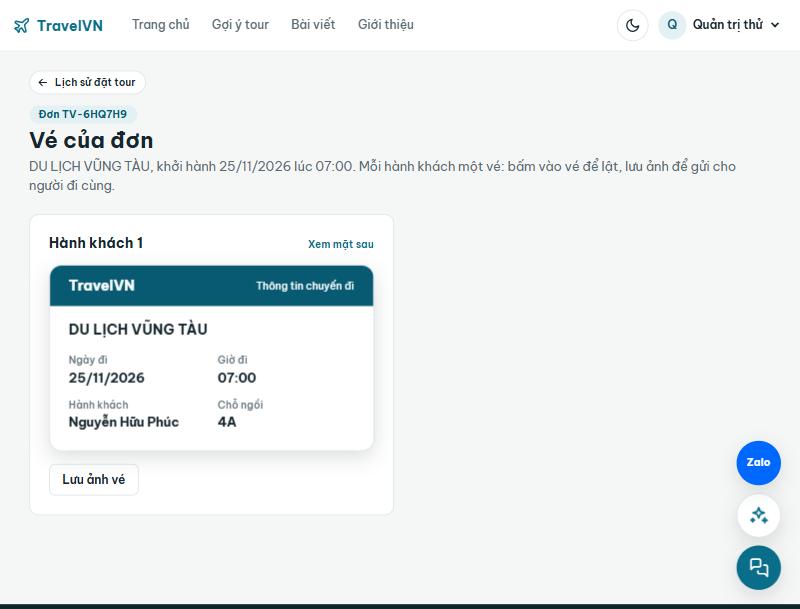 TravelVN
Trang chủ
Gợi ý tour
Bài viết
Giới thiệu
Q
Quản trị thử
Lịch sử đặt tour
Đơn TV-6HQ7H9
Vé của đơn
DU LỊCH VŨNG TÀU, khởi hành 25/11/2026 lúc 07:00. Mỗi hành khách một vé: bấm vào vé để lật, lưu ảnh để gửi cho
người đi cùng.
Hành khách 1
Xem mặt sau
TravelVN
Thông tin chuyến đi
DU LỊCH VŨNG TÀU
Ngày đi
Giờ đi
25/11/2026
07:00
Hành khách
Chỗ ngồi
Nguyễn Hữu Phúc
4A
Lưu ảnh vé
Zalo